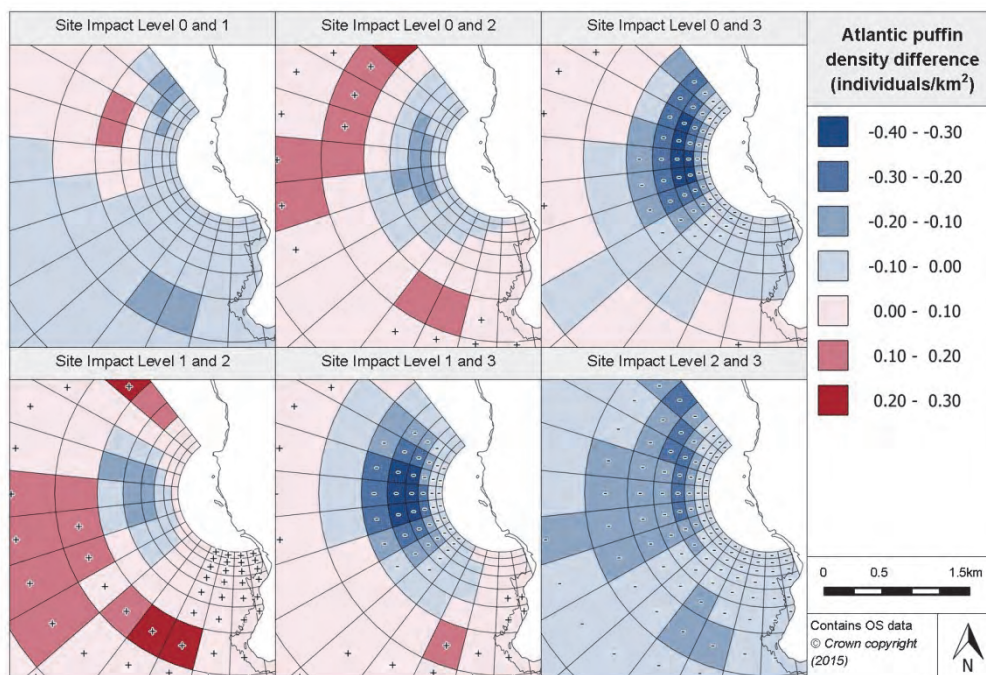 Site Impact Level 0 and 1
Site Impact Level 0 and 2
Site Impact Level 0 and 3
Site Impact Level 1 and 2
Site Impact Level 1 and 3
Site Impact Level 2 and 3
Atlantic puffin
density difference
(individuals/km²)
-0.40 - -0.30
-0.30 - -0.20
-0.20 - -0.10
-0.10 - 0.00
0.00 - 0.10
0.10 - 0.20
0.20 - 0.30
0 0.5 1.5km
Contains OS data
© Crown copyright
(2015)
N